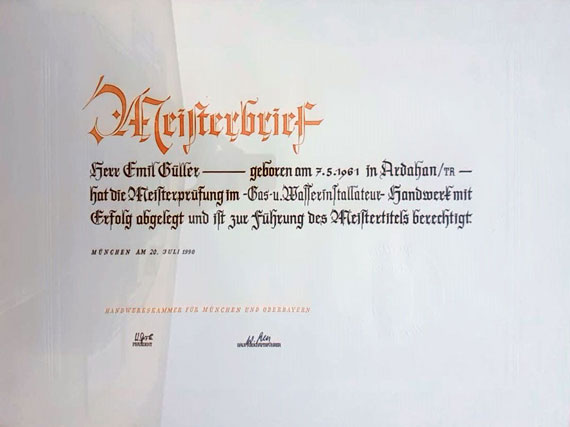 Meisterbrief
Herr Emil Güller — geboren am 7.5.1961 in Ardahan/TR —
hat die Meisterprüfung im -Gas-u.Wasserinstallateur- Handwerk mit
Erfolg abgelegt und ist zur Führung des Meistertitels berechtigt
MÜNCHEN AM 20. JULI 1990
HANDWERKSKAMMER FÜR MÜNCHEN UND OBERBAYERN
PRÄSIDENT HAUPTGESCHÄFTSFÜHRER